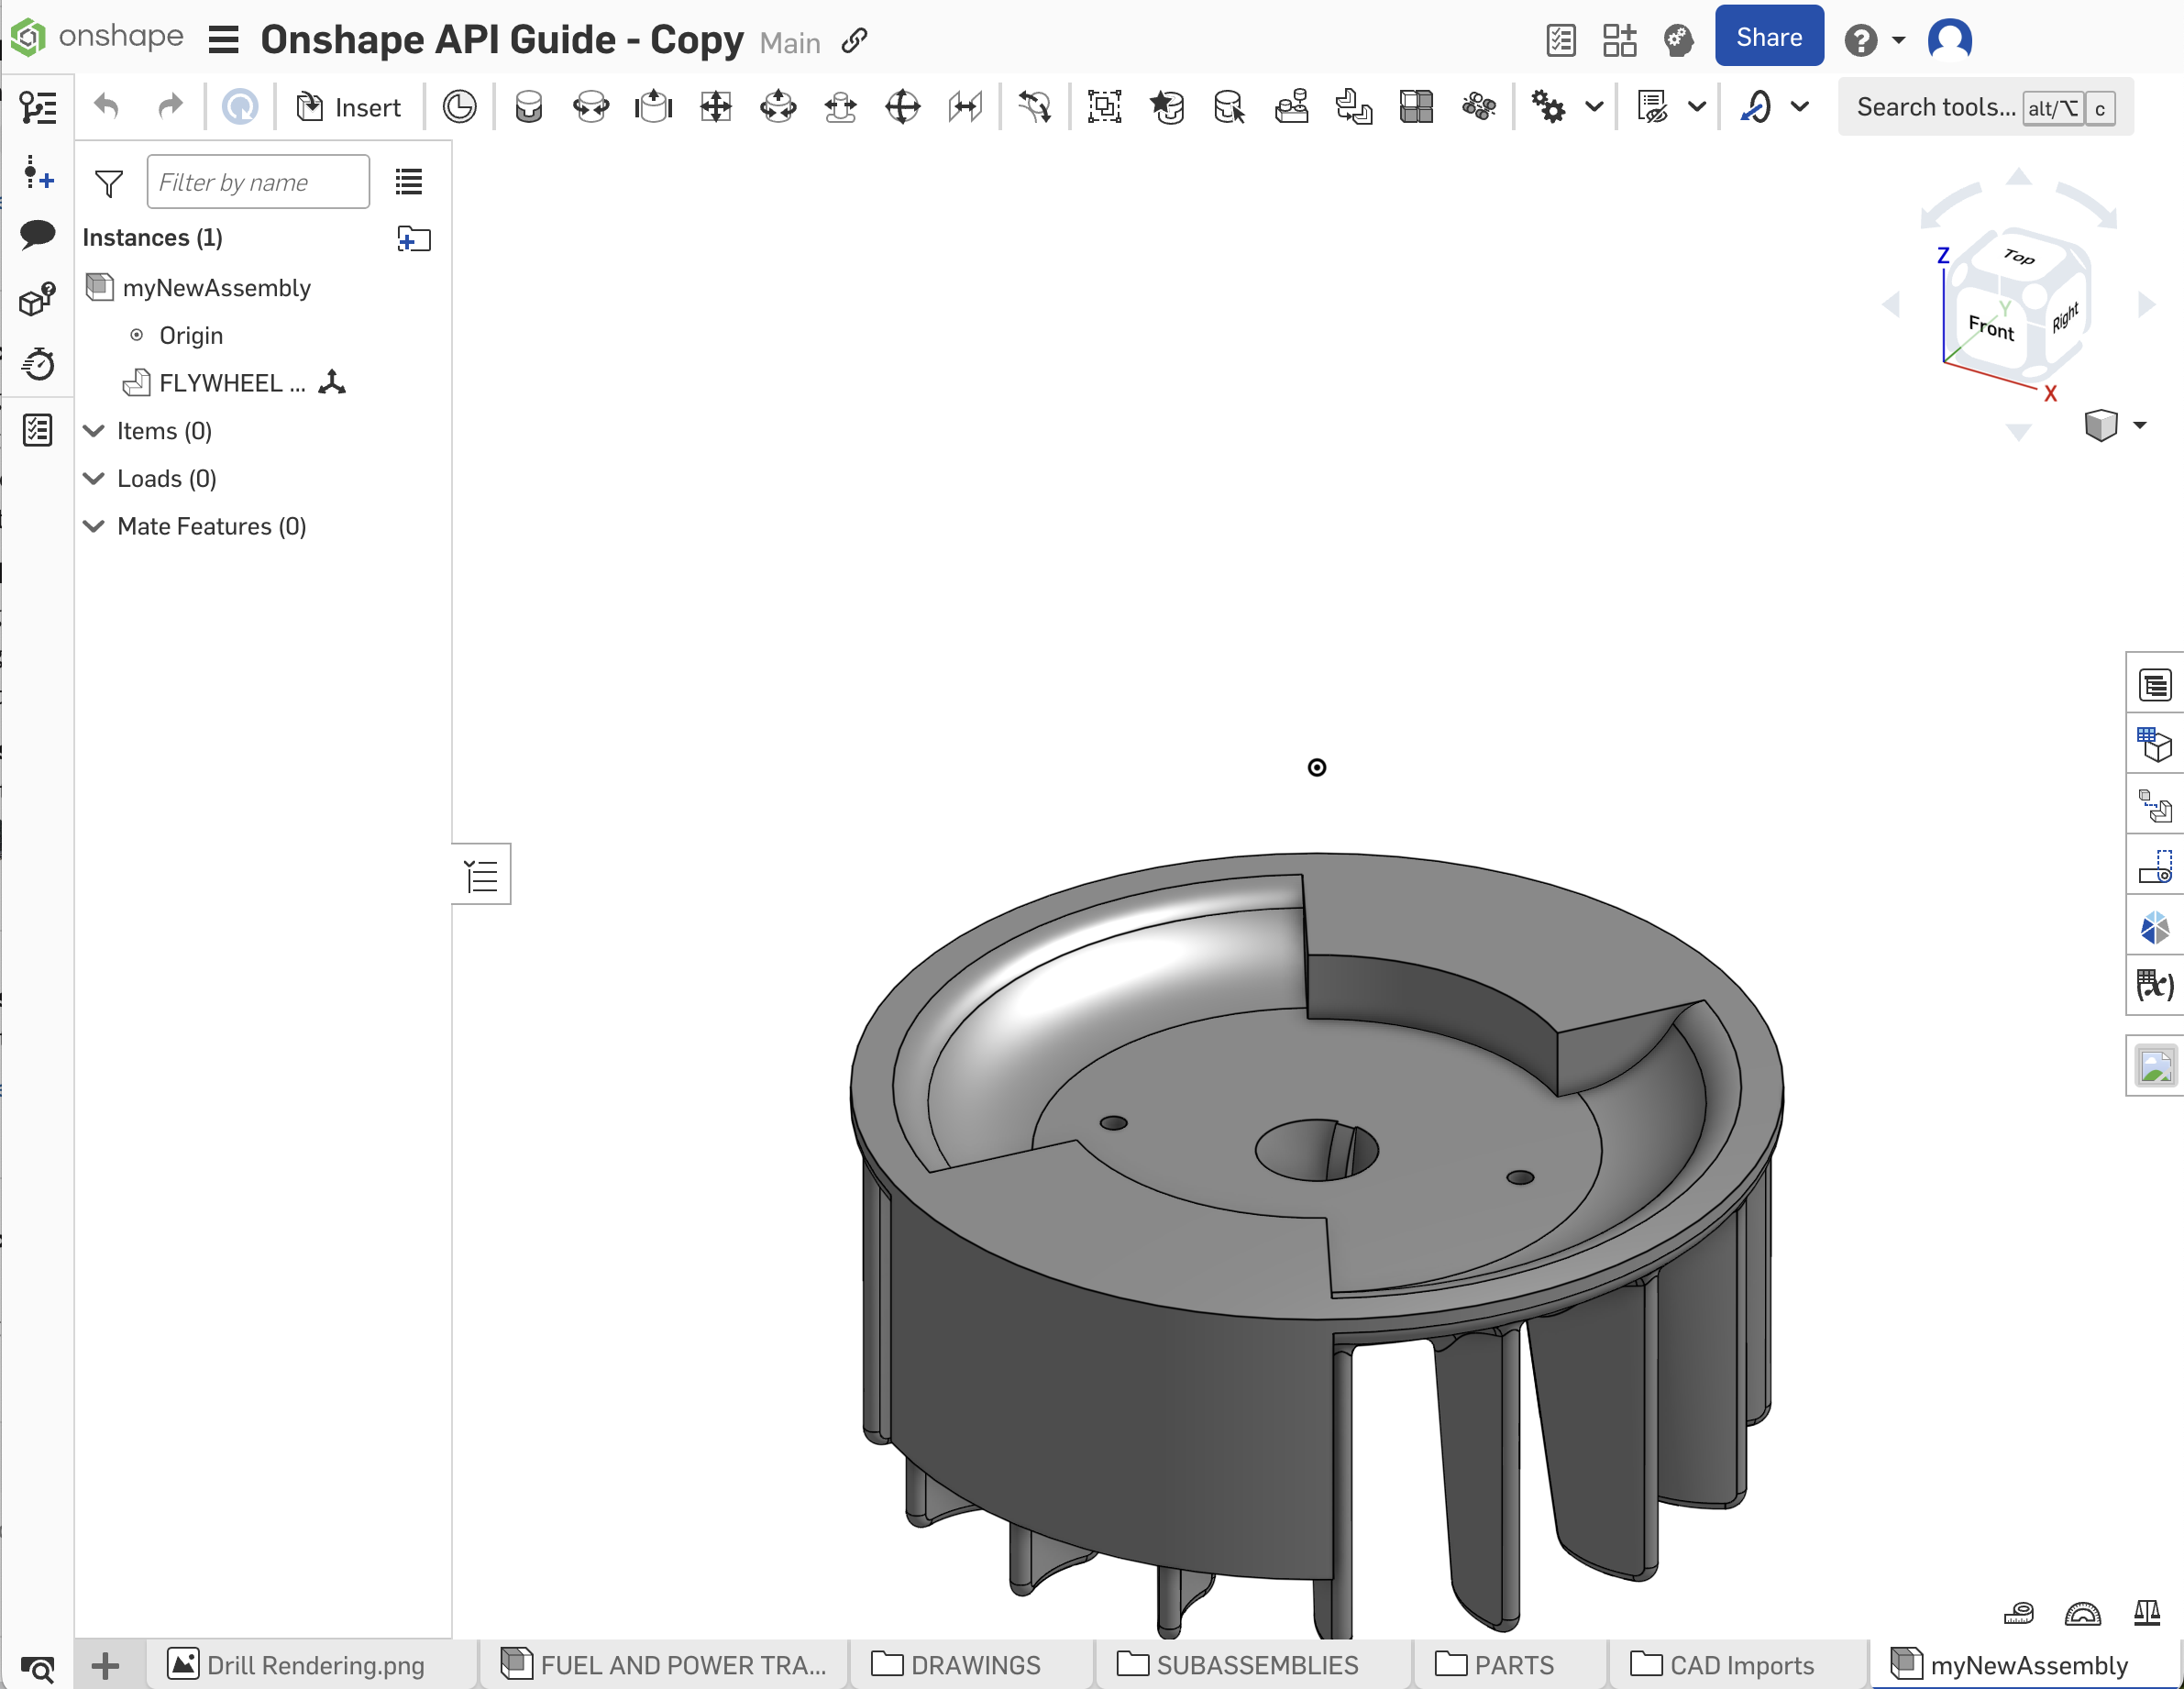 onshape Onshape API Guide - Copy Main Share
Insert Search tools... alt/⌥ c
Filter by name
Instances (1)
myNewAssembly
Origin
FLYWHEEL ...
Items (0)
Loads (0)
Mate Features (0)
Z
Top
Y
Front
Right
X
(x)
Drill Rendering.png FUEL AND POWER TRA... DRAWINGS SUBASSEMBLIES PARTS CAD Imports myNewAssembly